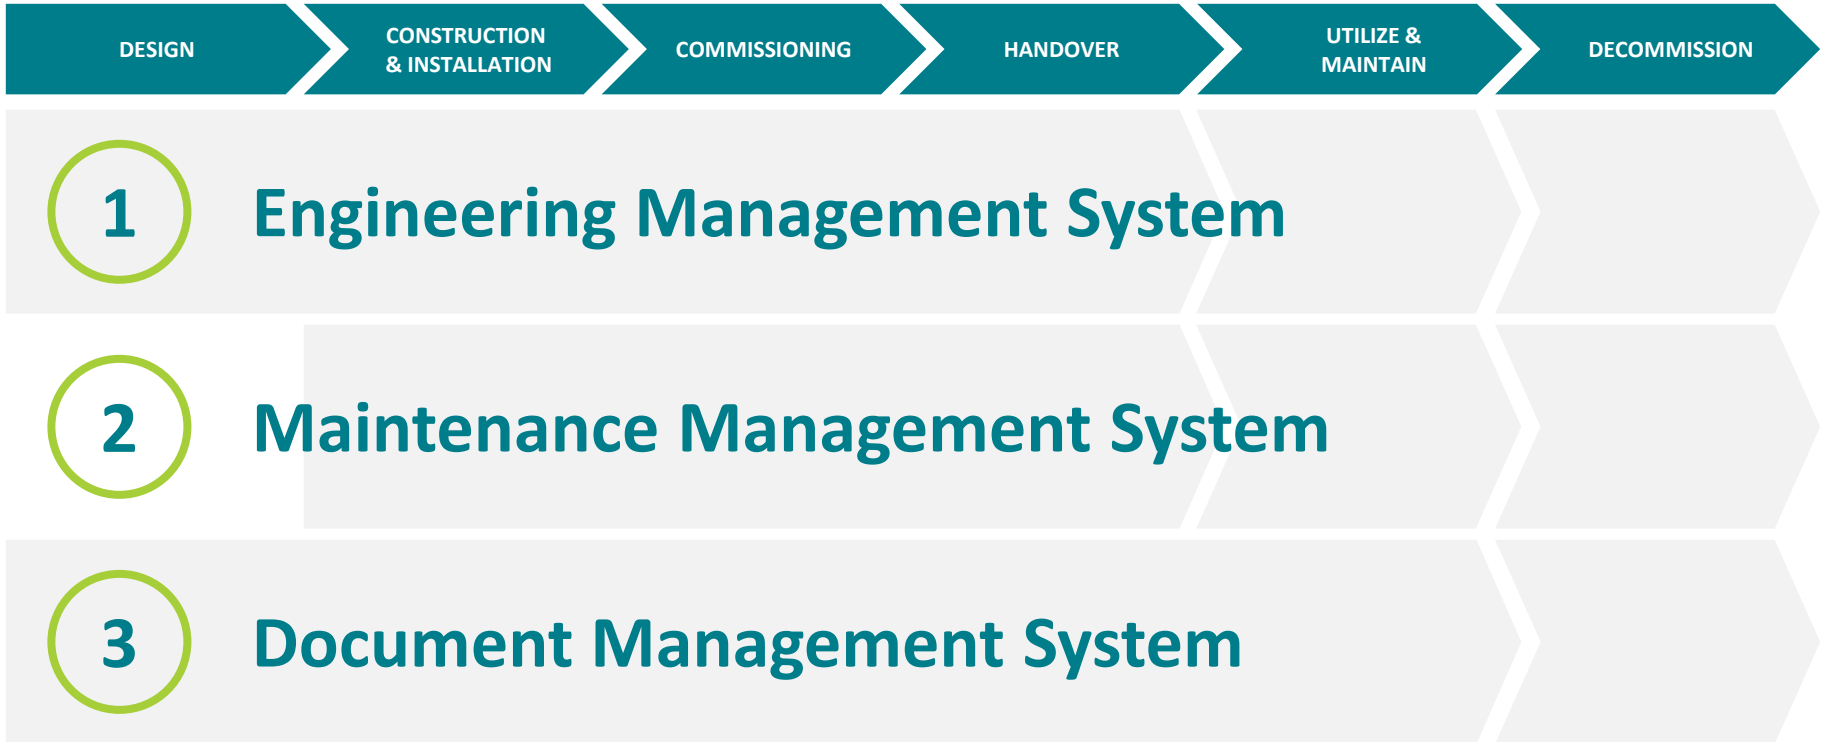 DESIGN
CONSTRUCTION
& INSTALLATION
COMMISSIONING
HANDOVER
UTILIZE &
MAINTAIN
DECOMMISSION
1
Engineering Management System
2
Maintenance Management System
3
Document Management System